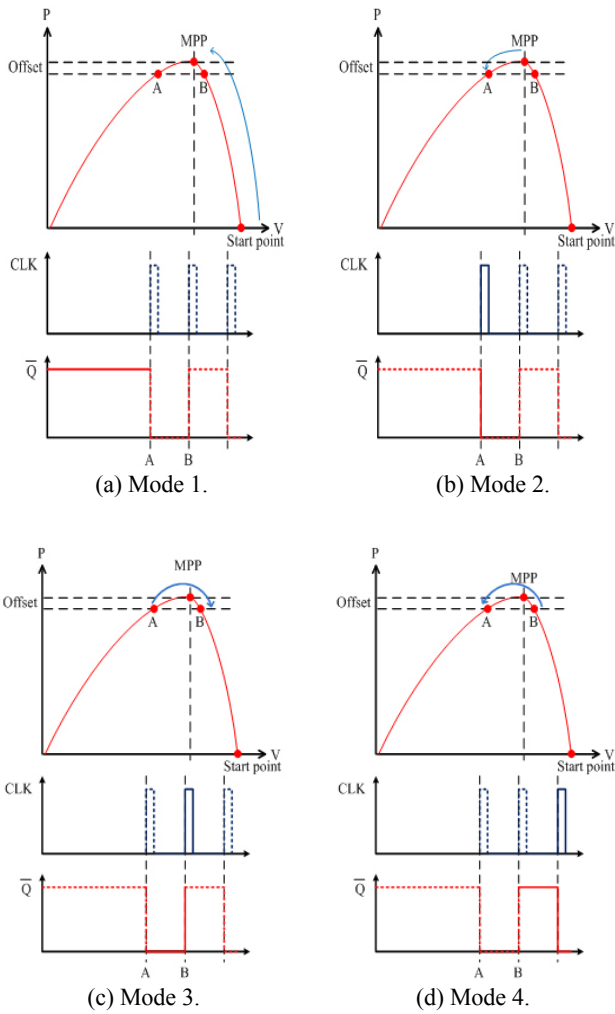 P
MPP
Offset
A
B
V
Start point
CLK
Q
A
B
(a) Mode 1.
P
MPP
Offset
A
B
V
Start point
CLK
Q
A
B
(b) Mode 2.
P
MPP
Offset
A
B
V
Start point
CLK
Q
A
B
(c) Mode 3.
P
MPP
Offset
A
B
V
Start point
CLK
Q
A
B
(d) Mode 4.